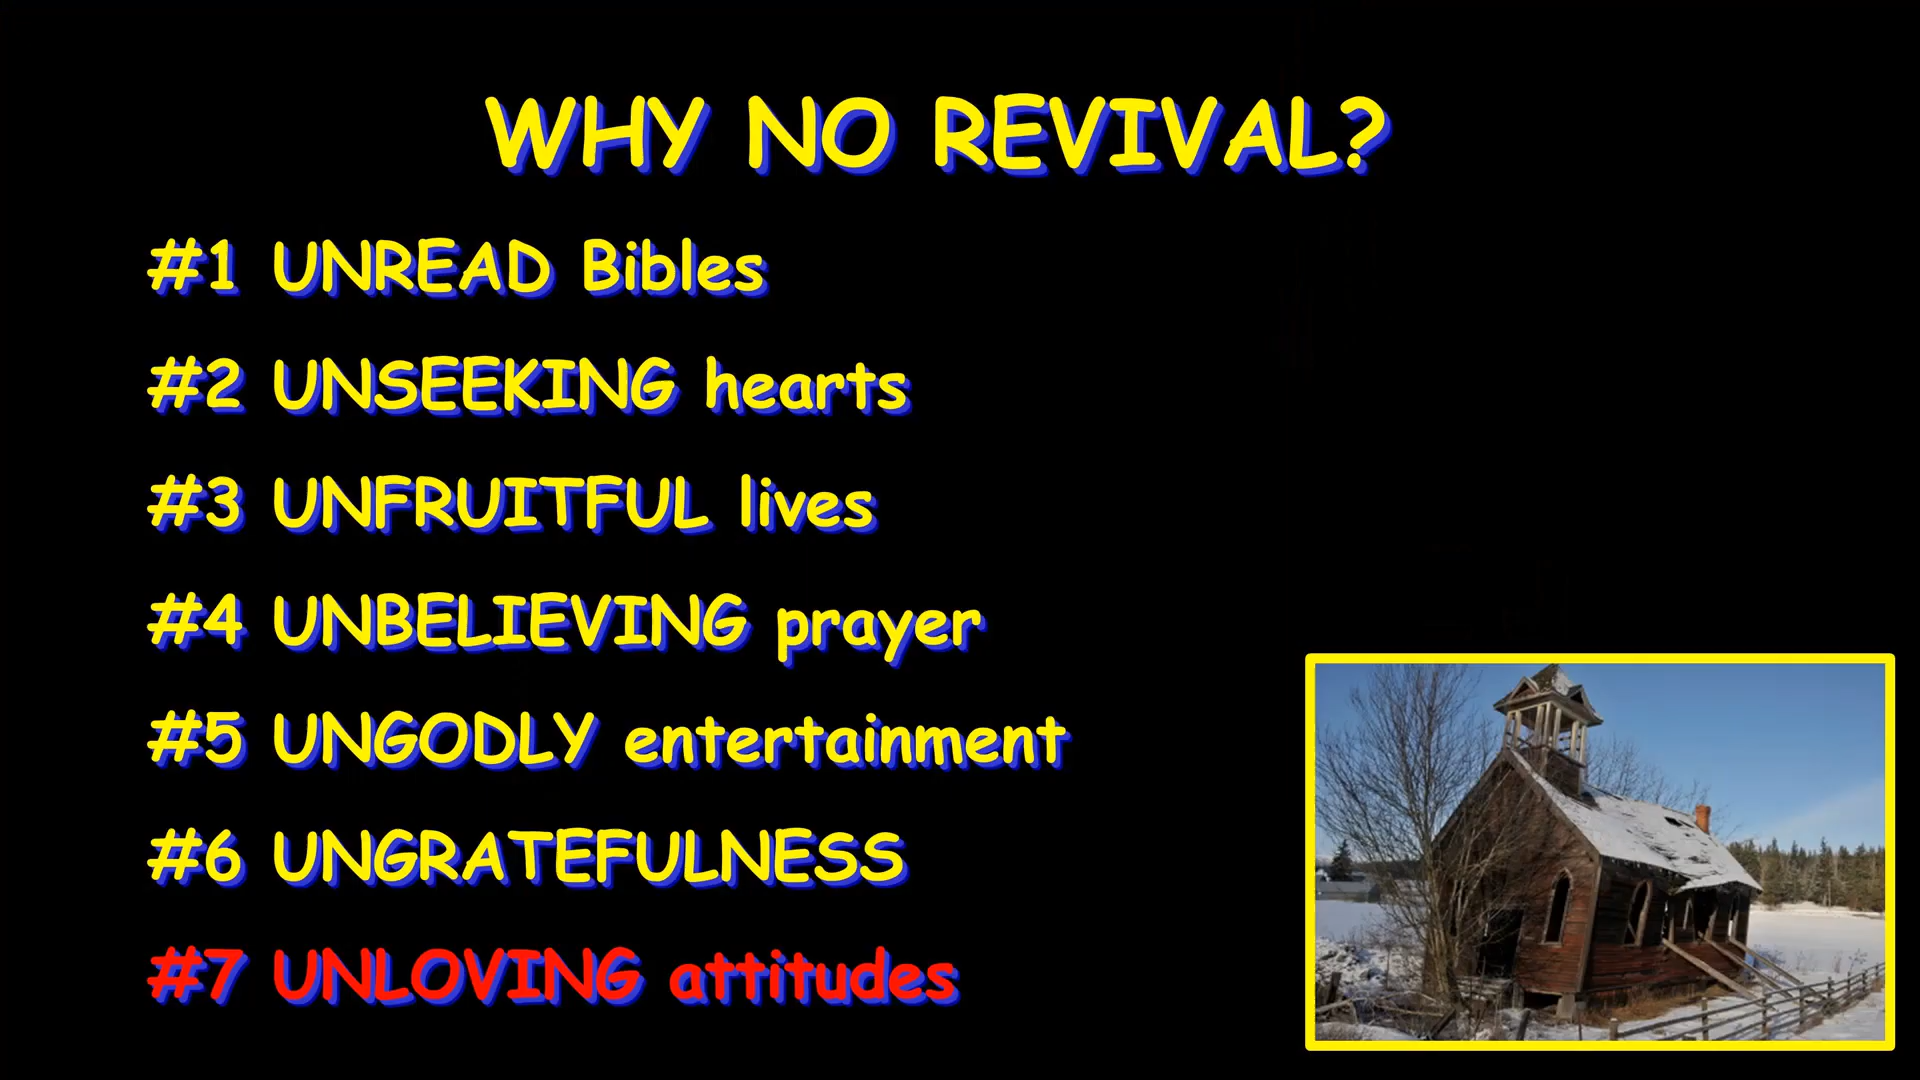 WHY NO REVIVAL?
#1 UNREAD Bibles
#2 UNSEEKING hearts
#3 UNFRUITFUL lives
#4 UNBELIEVING prayer
#5 UNGODLY entertainment
#6 UNGRATEFULNESS
#7 UNLOVING attitudes